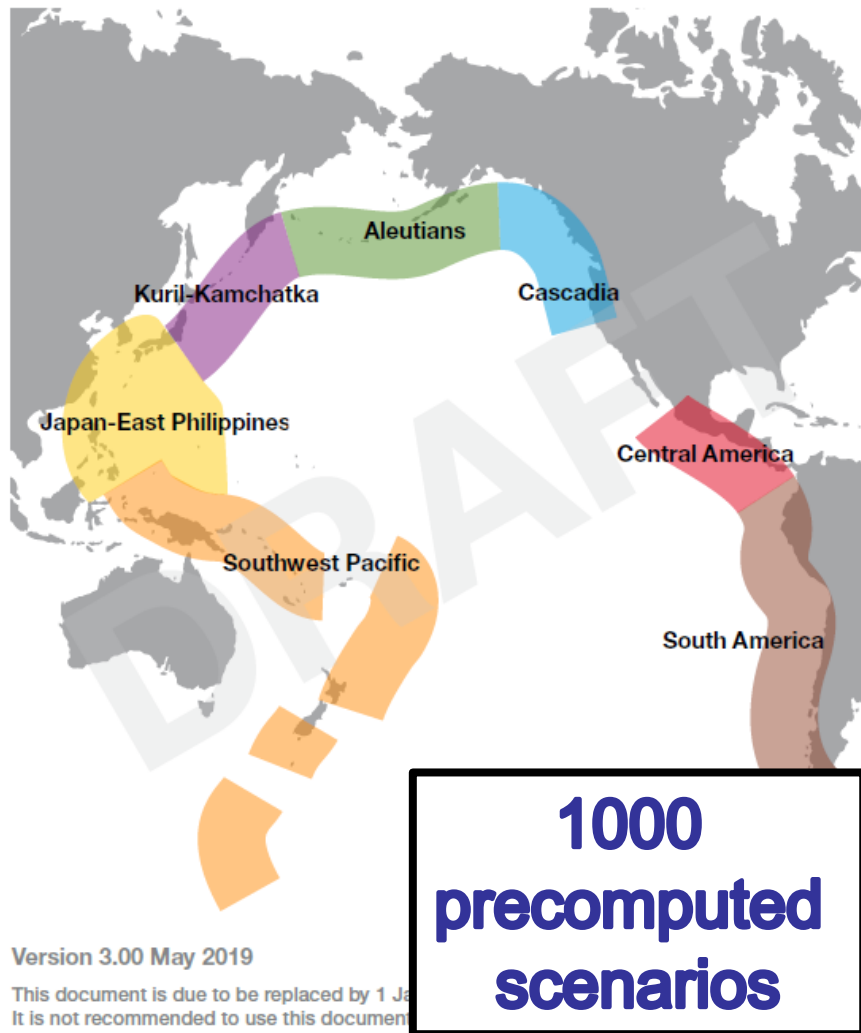 Aleutians
Kuril-Kamchatka
Cascadia
Japan-East Philippines
Central America
Southwest Pacific
South America
DRAFT
1000
precomputed
scenarios
Version 3.00 May 2019
This document is due to be replaced by 1
It is not recommended to use this document